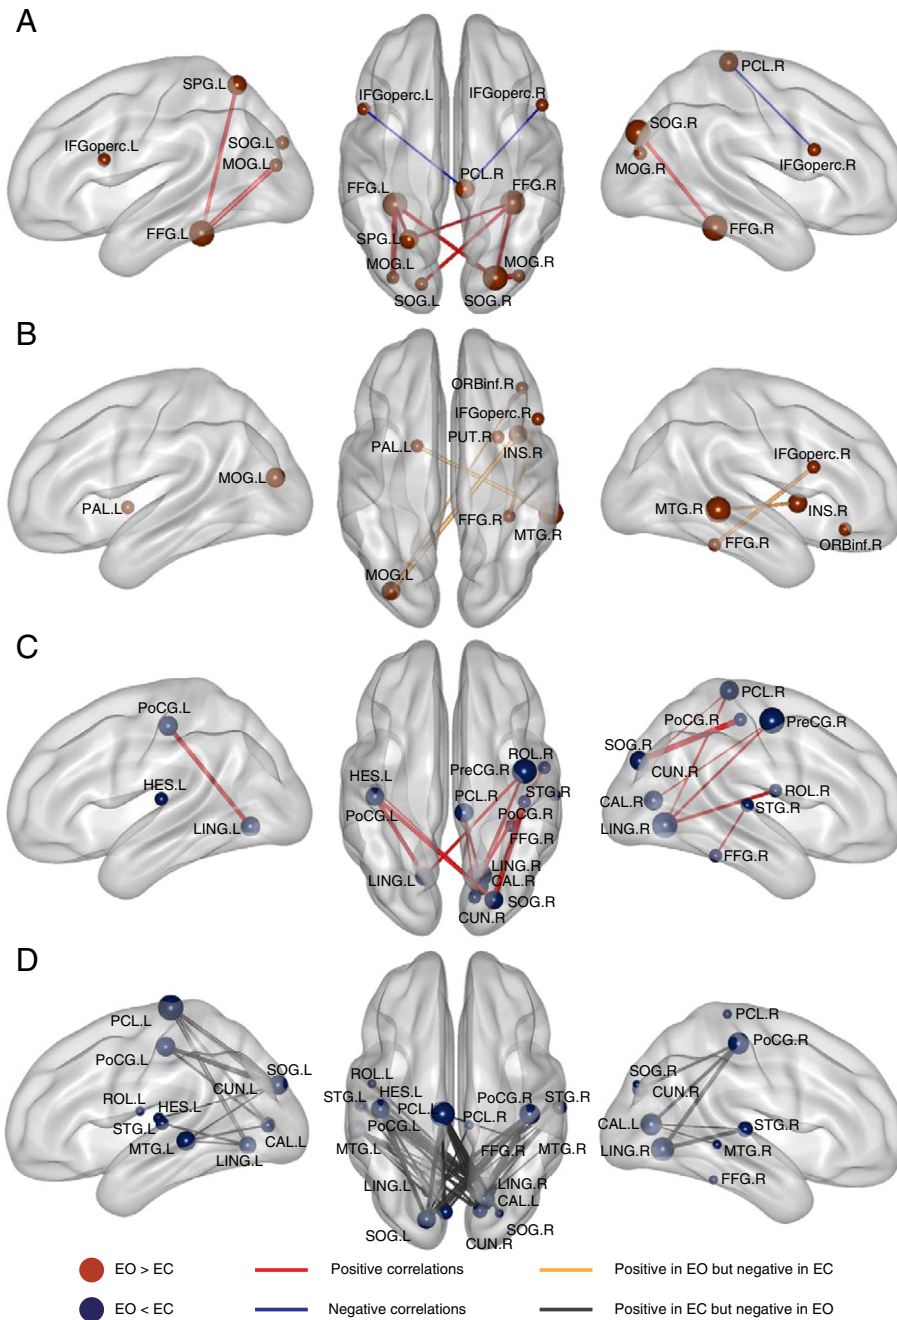 A
SPG.L
IFGoperc.L
SOG.L
MOG.L
FFG.L
IFGoperc.L
IFGoperc.R
PCL.R
FFG.L
FFG.R
SPG.L
MOG.L
MOG.R
SOG.L
SOG.R
PCL.R
SOG.R
MOG.R
IFGoperc.R
FFG.R
B
PAL.L
MOG.L
ORBinf.R
IFGoperc.R
PUT.R
PAL.L
INS.R
FFG.R
MTG.R
MOG.L
IFGoperc.R
MTG.R
INS.R
FFG.R
ORBinf.R
C
PoCG.L
HES.L
LING.L
ROL.R
PreCG.R
HES.L
STG.R
PCL.R
PoCG.L
PoCG.R
FFG.R
LING.R
LING.L
CAL.R
SOG.R
CUN.R
PCL.R
PoCG.R
PreCG.R
SOG.R
CUN.R
CAL.R
ROL.R
STG.R
LING.R
FFG.R
D
PCL.L
PoCG.L
SOG.L
CUN.L
ROL.L
HES.L
STG.L
MTG.L
CAL.L
LING.L
ROL.L
HES.L
STG.L
PCL.L
PoCG.R
STG.R
PCL.R
PoCG.L
MTG.L
FFG.R
MTG.R
LING.L
LING.R
CAL.L
SOG.L
SOG.R
CUN.R
PCL.R
PoCG.R
SOG.R
CUN.R
CAL.L
STG.R
LING.R
MTG.R
FFG.R
EO > EC Positive correlations Positive in EO but negative in EC
EO < EC Negative correlations Positive in EC but negative in EO